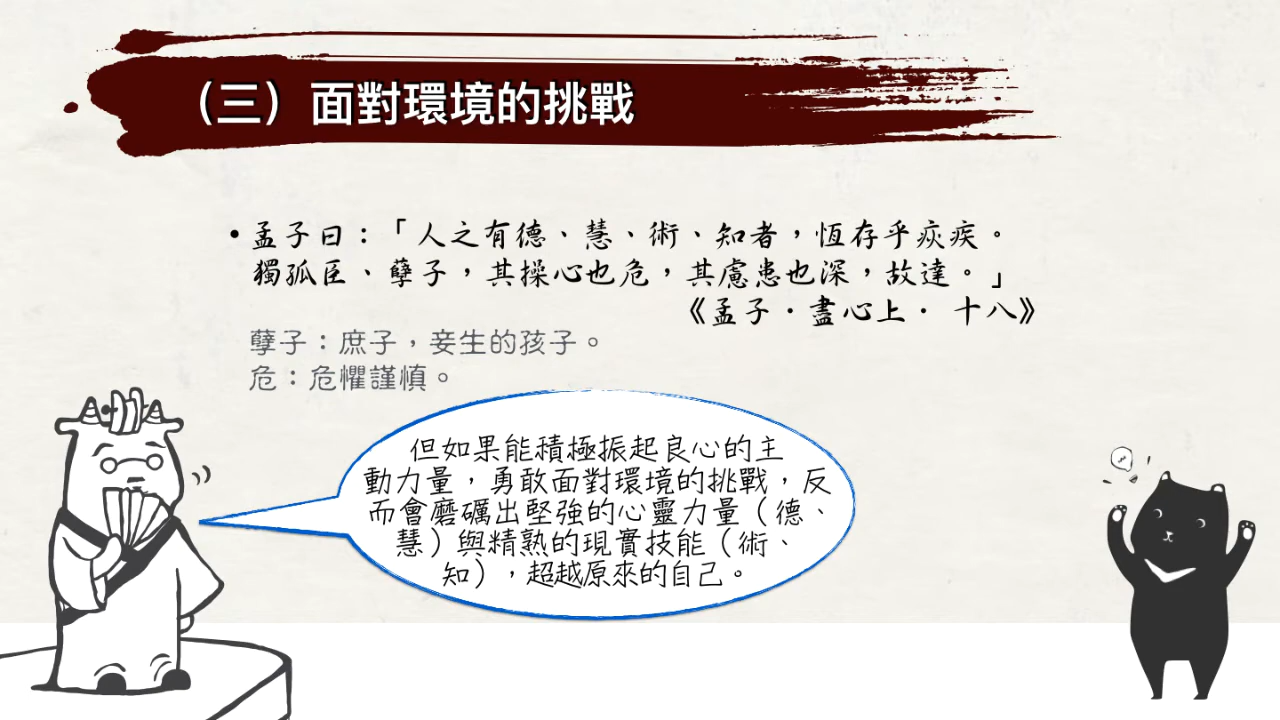 （三）面對環境的挑戰
•孟子曰：「人之有德、慧、術、知者，恆存乎疢疾。
獨孤臣、孽子，其操心也危，其慮患也深，故達。」
《孟子．盡心上． 十八》
孽子：庶子，妾生的孩子。
危：危懼謹慎。
但如果能積極振起良心的主
動力量，勇敢面對環境的挑戰，反
而會磨礪出堅強的心靈力量（德、
慧）與精熟的現實技能（術、
知），超越原來的自己。